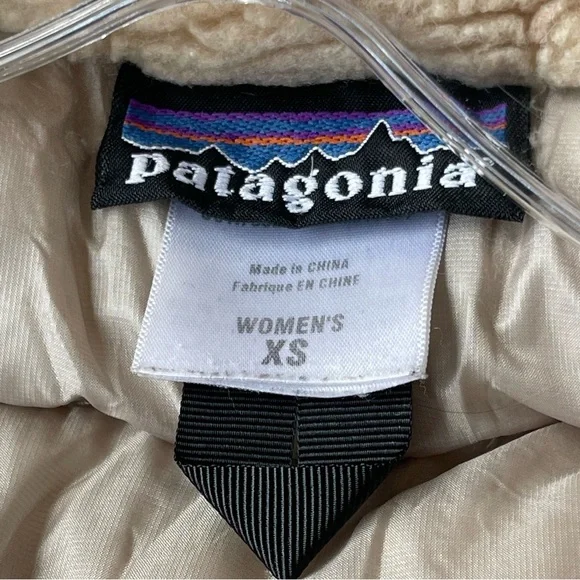 patagonia
Made in CHINA
Fabrique EN CHINE
WOMEN'S
XS